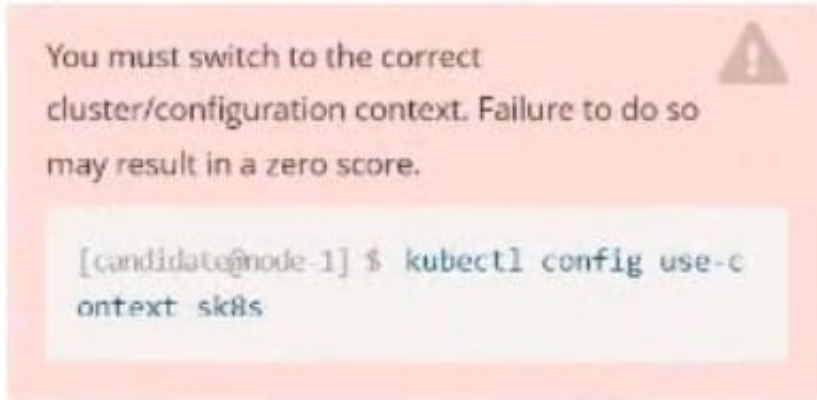 You must switch to the correct
cluster/configuration context. Failure to do so
may result in a zero score.
[candidate@node-1] $ kubectl config use-c
ontext sk8s